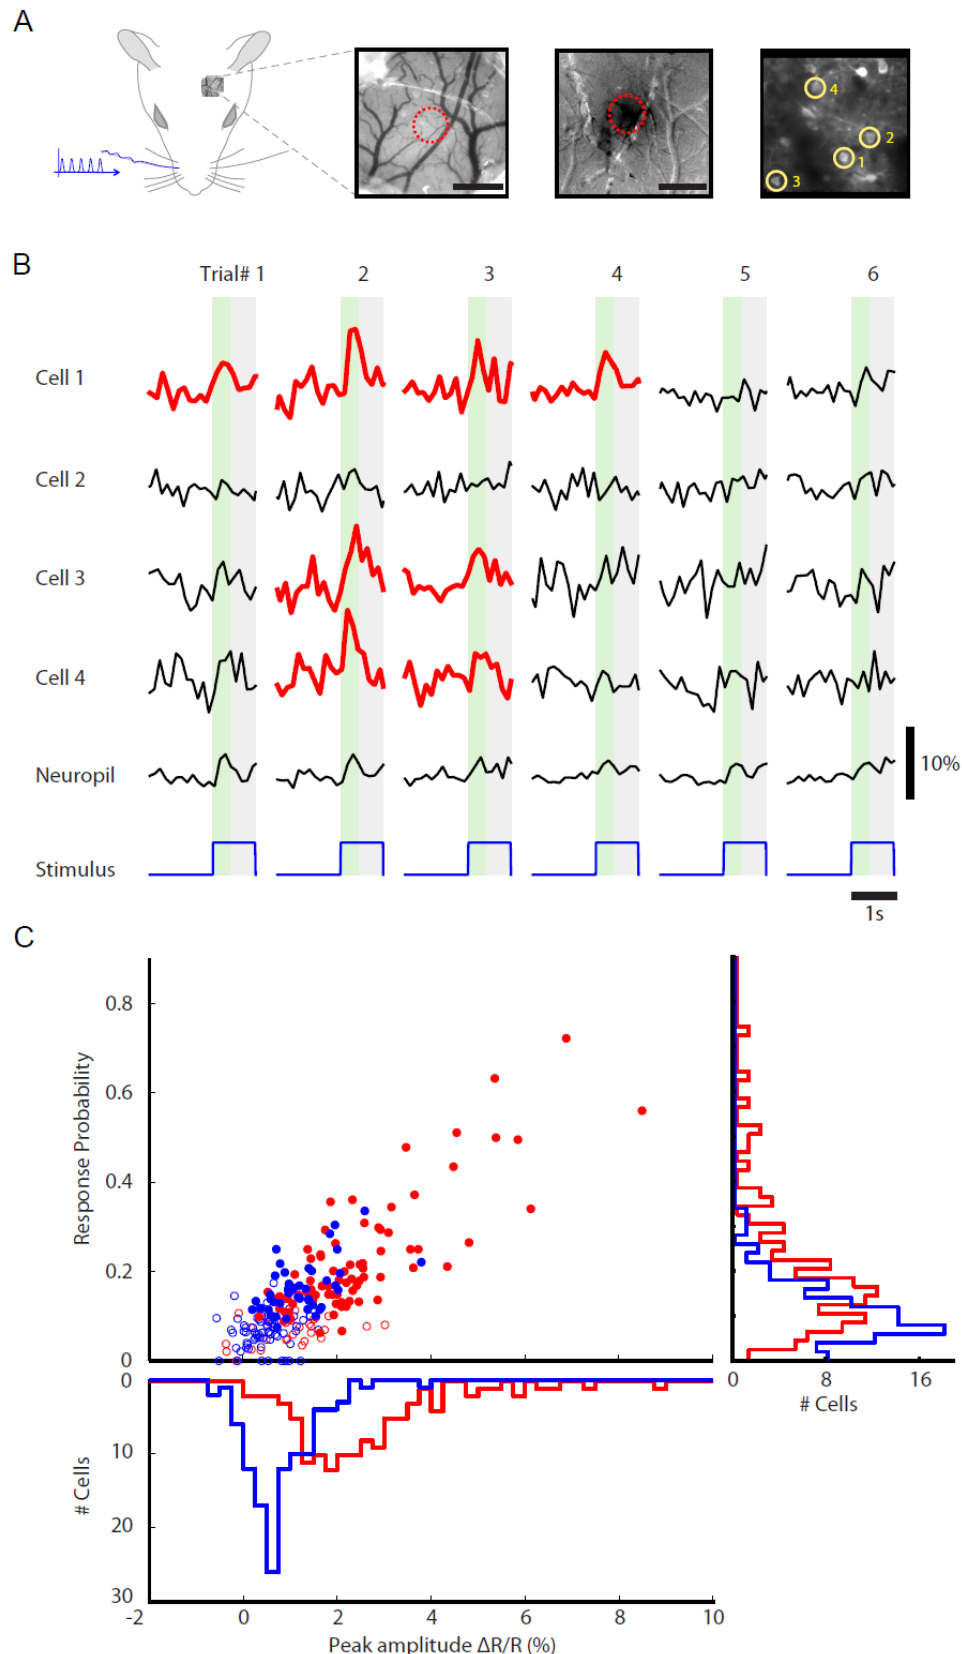 A
4
2
1
3
B
Trial# 1 2 3 4 5 6
Cell 1
Cell 2
Cell 3
Cell 4
Neuropil
10%
Stimulus
1s
C
0.8
0.6
0.4
0.2
0
Response Probability
0 8 16
# Cells
0
10
20
30
# Cells
-2 0 2 4 6 8 10
Peak amplitude ΔR/R (%)